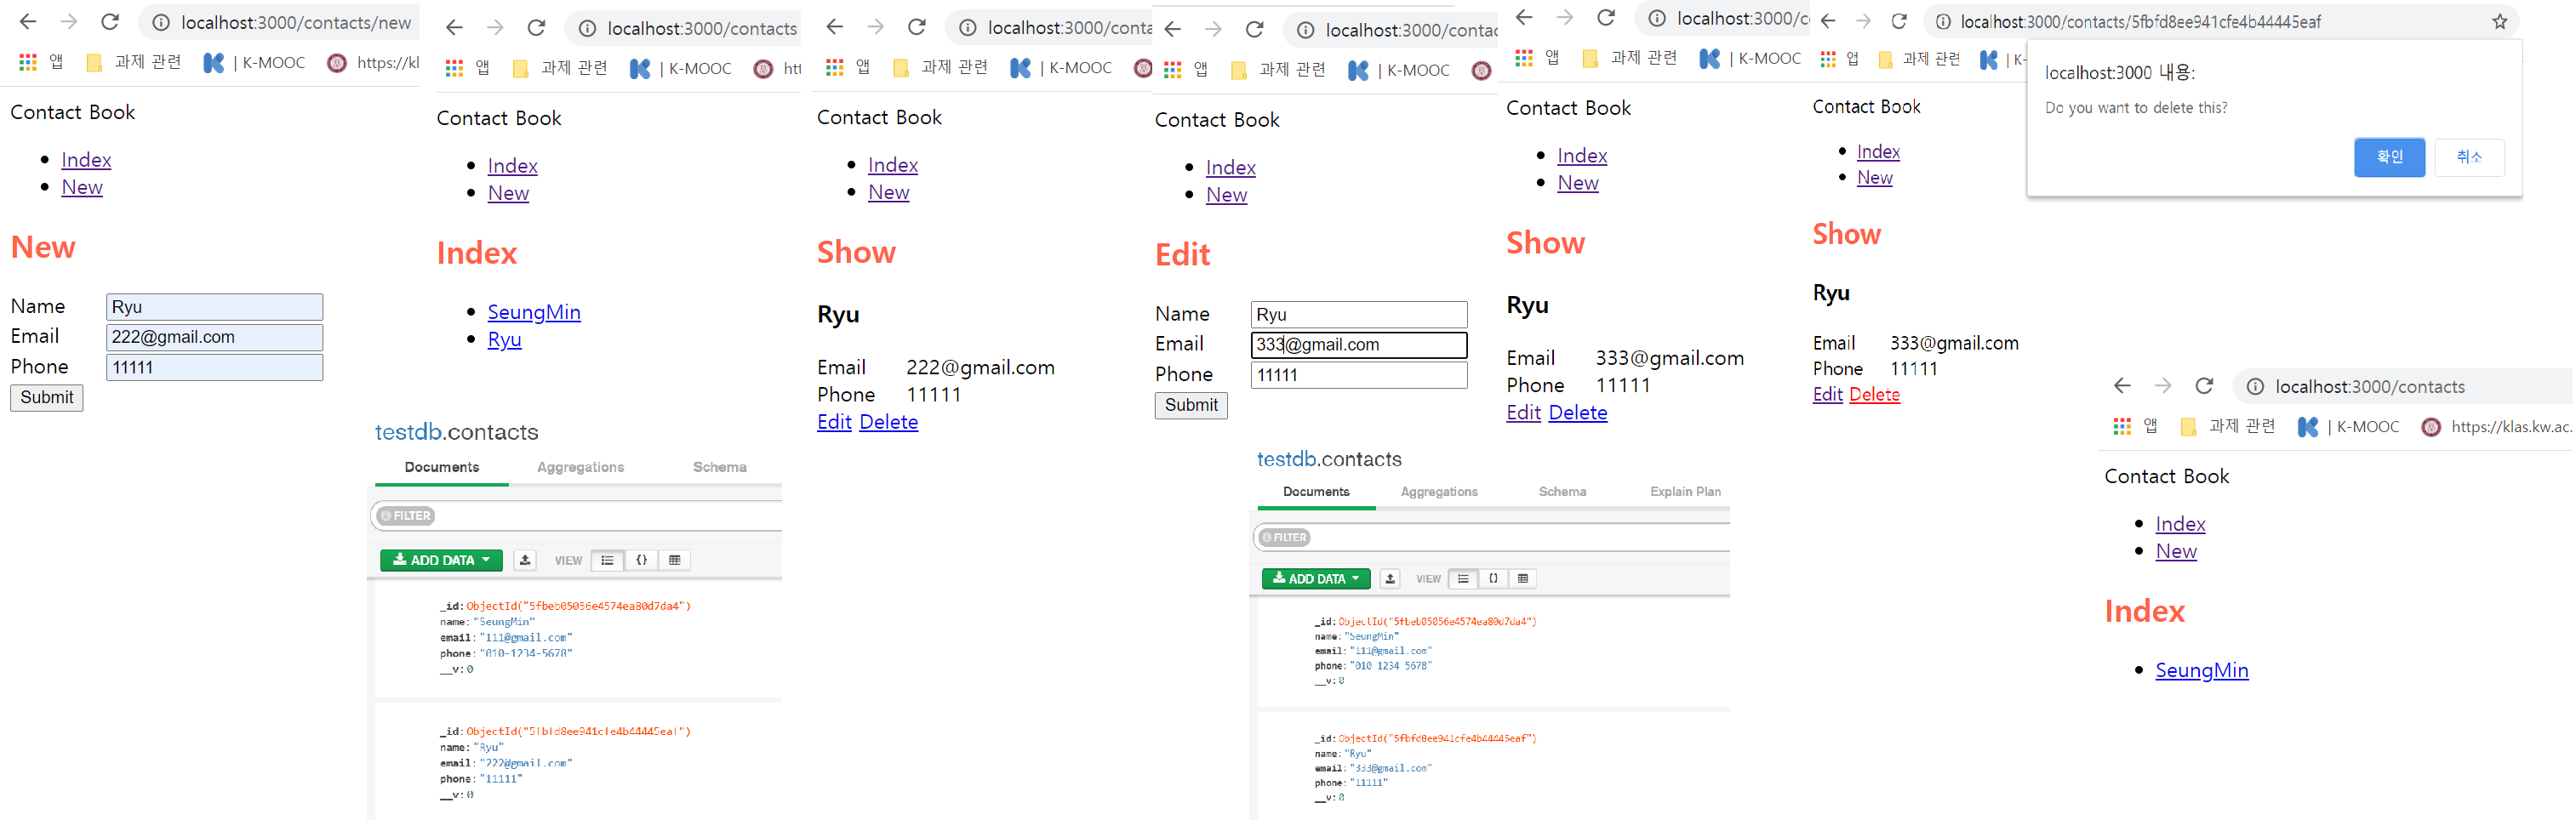 localhost:3000/contacts/new
앱 과제 관련 | K-MOOC https://kl
Contact Book
Index
New
New
Name Ryu
Email 222@gmail.com
Phone 11111
Submit
localhost:3000/contacts
앱 과제 관련 | K-MOOC htt
Contact Book
Index
New
Index
SeungMin
Ryu
testdb.contacts
Documents Aggregations Schema
FILTER
ADD DATA VIEW {}
_id: ObjectId("5fbeb05056e4574ea80d7da4")
name: "SeungMin"
email: "111@gmail.com"
phone: "010-1234-5678"
__v: 0
_id: ObjectId("5fbfd8ee941cfe4b44445eaf")
name: "Ryu"
email: "222@gmail.com"
phone: "11111"
__v: 0
localhost:3000/conta
앱 과제 관련 | K-MOOC
Contact Book
Index
New
Show
Ryu
Email 222@gmail.com
Phone 11111
Edit Delete
localhost:3000/contac
앱 과제 관련 | K-MOOC
Contact Book
Index
New
Edit
Name Ryu
Email 333@gmail.com
Phone 11111
Submit
testdb.contacts
Documents Aggregations Schema Explain Plan
FILTER
ADD DATA VIEW {}
_id: ObjectId("5fbeb05056e4574ea80d7da4")
name: "SeungMin"
email: "111@gmail.com"
phone: "010-1234-5678"
__v: 0
_id: ObjectId("5fbfd8ee941cfe4b44445eaf")
name: "Ryu"
email: "333@gmail.com"
phone: "11111"
__v: 0
localhost:3000/co
앱 과제 관련 | K-MOOC
Contact Book
Index
New
Show
Ryu
Email 333@gmail.com
Phone 11111
Edit Delete
localhost:3000/contacts/5fbfd8ee941cfe4b44445eaf
앱 과제 관련 | K-
localhost:3000 내용:
Do you want to delete this?
확인 취소
Contact Book
Index
New
Show
Ryu
Email 333@gmail.com
Phone 11111
Edit Delete
localhost:3000/contacts
앱 과제 관련 | K-MOOC https://klas.kw.ac.
Contact Book
Index
New
Index
SeungMin